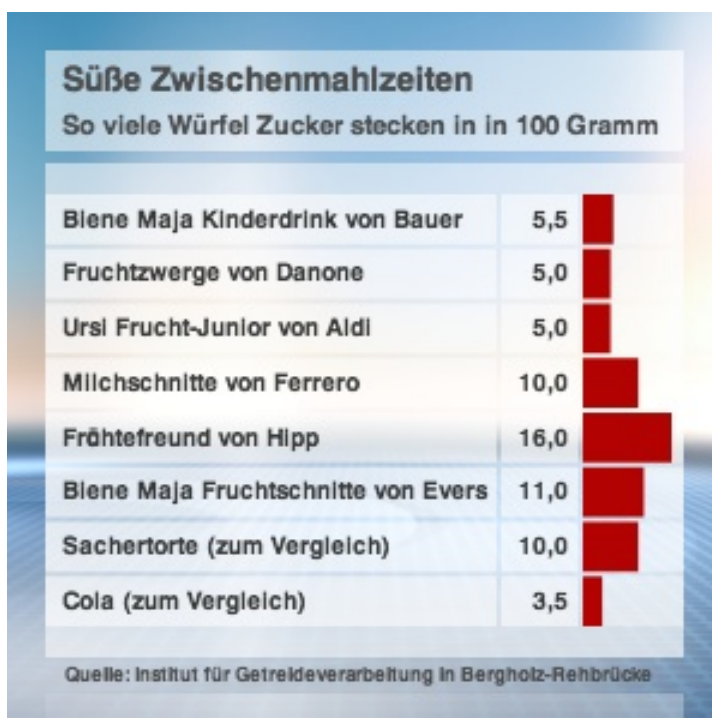 Süße Zwischenmahlzeiten
So viele Würfel Zucker stecken in in 100 Gramm
Biene Maja Kinderdrink von Bauer 5,5
Fruchtzwerge von Danone 5,0
Ursi Frucht-Junior von Aldi 5,0
Milchschnitte von Ferrero 10,0
Frühtefreund von Hipp 16,0
Biene Maja Fruchtschnitte von Evers 11,0
Sachertorte (zum Vergleich) 10,0
Cola (zum Vergleich) 3,5
Quelle: Institut für Getreideverarbeitung in Bergholz-Rehbrücke